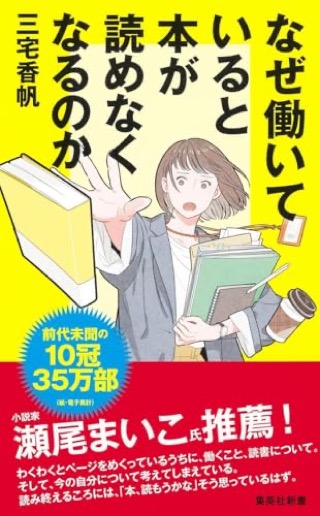 なぜ働いて
いると
本が
読めなく
なるのか
三宅香帆
前代未聞の
10冠
35万部
(紙・電子累計)
小説家
瀬尾まいこ氏推薦！
わくわくとページをめくっているうちに、働くこと、読書について。
そして、今の自分について考えてしまえている。
読み終えるころには、「本、読もうかな」そう思っているはず。
集英社新書